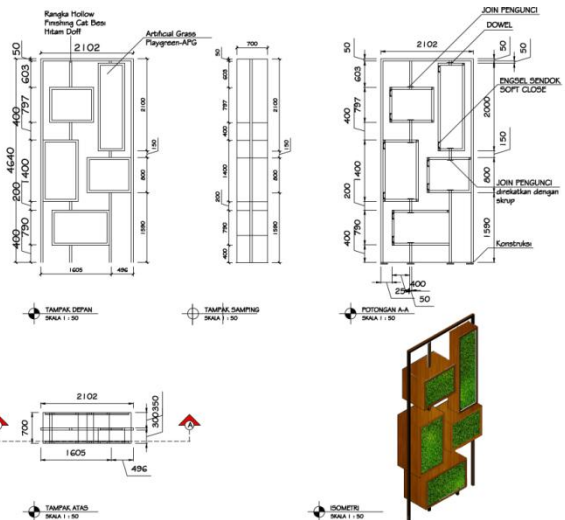 Rangka Hollow
Finishing Cat Besi
Hitam Doff
Artificial Grass
Playgreen-APG
2102
50
603
797
400
4640
1400
200
790
400
2100
150
800
1590
1605
496
TAMPAK DEPAN
SKALA 1 : 50
700
50
603
797
400
1400
200
790
400
2100
150
800
1590
TAMPAK SAMPING
SKALA 1 : 50
JOIN PENGUNCI
DOWEL
2102
50
50
ENGSEL SENDOK
SOFT CLOSE
50
603
797
400
4640
1400
200
790
400
2000
150
800
1590
JOIN PENGUNCI
direkatkan dengan
skrup
Konstruksi
400
254
50
POTONGAN A-A
SKALA 1 : 50
2102
700
300
350
1605
496
A
TAMPAK ATAS
SKALA 1 : 50
ISOMETRI
SKALA 1 : 50